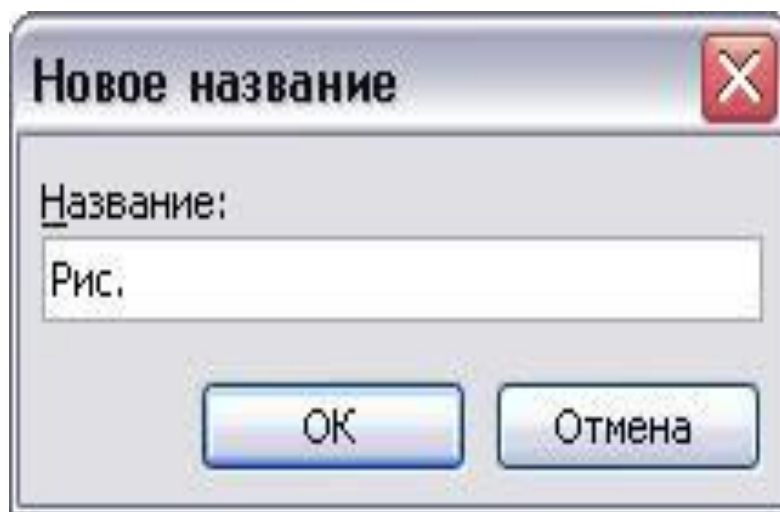 Новое название
Название:
Рис.
ОК
Отмена